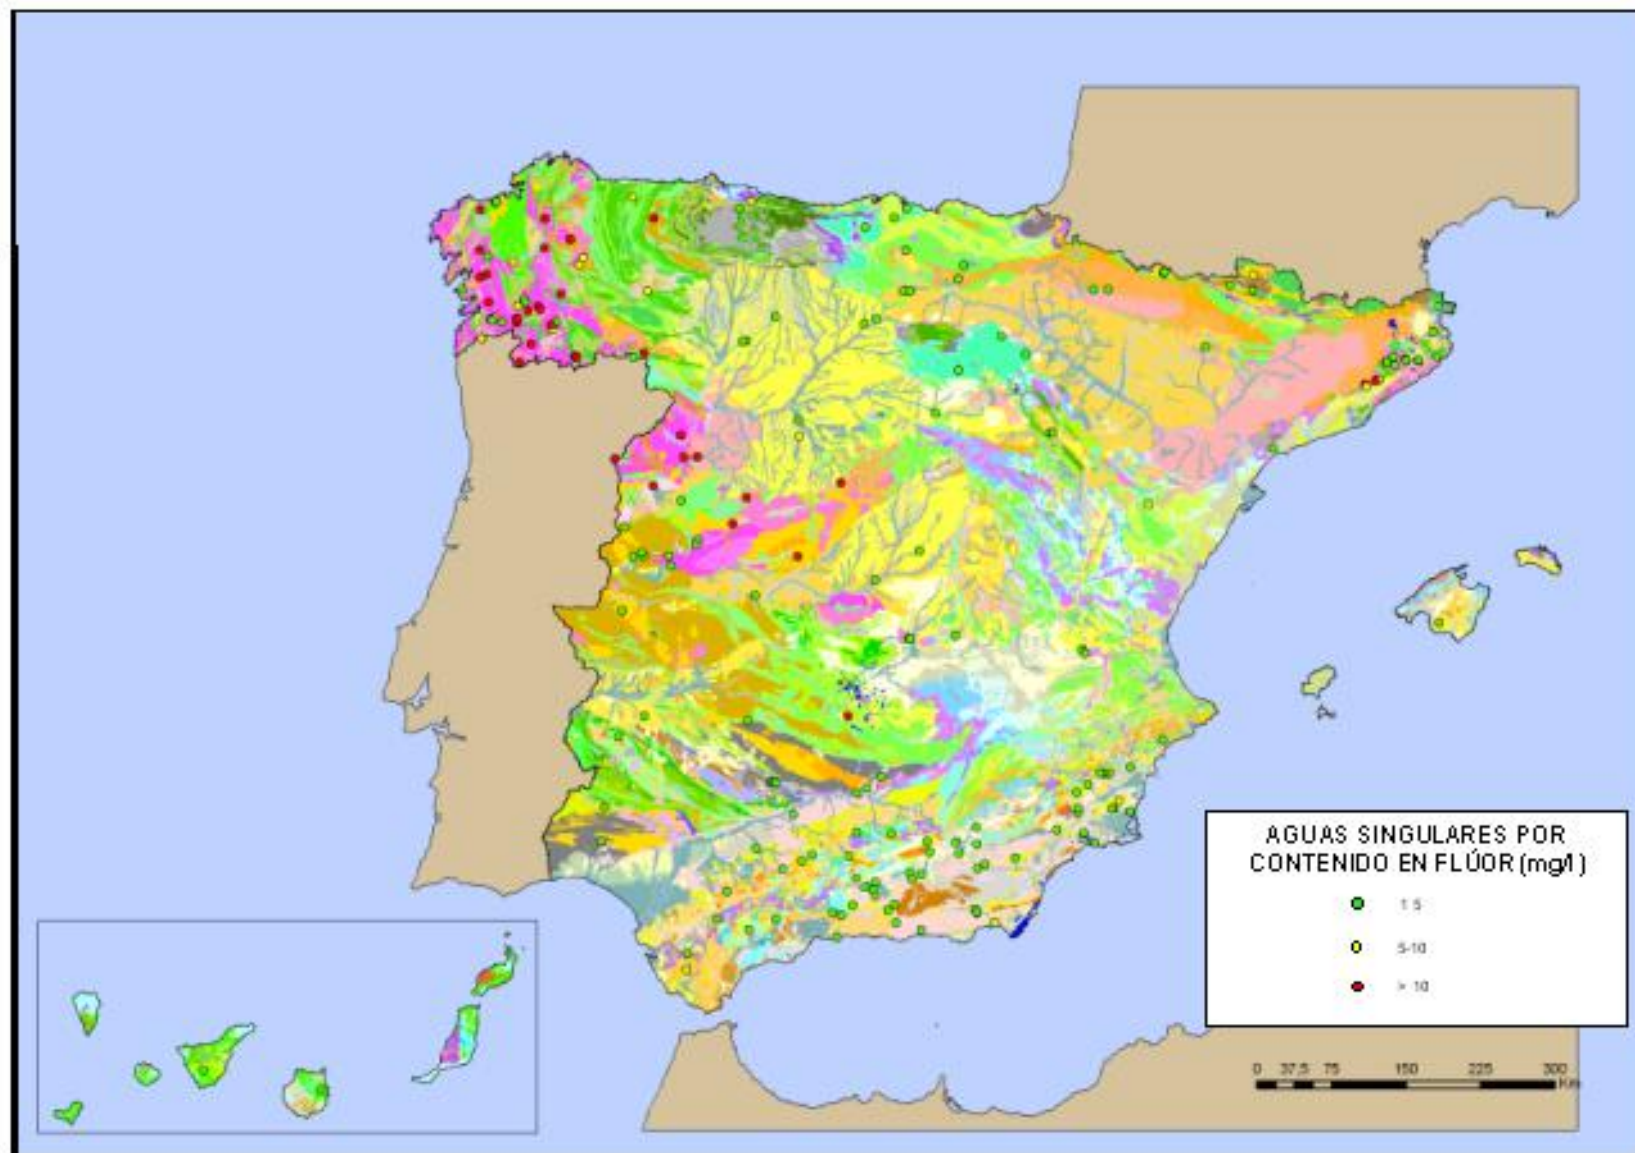 AGUAS SINGULARES POR
CONTENIDO EN FLÚOR (mg/l)
1 5
5-10
> 10
0 37,5 75 150 225 300
Km